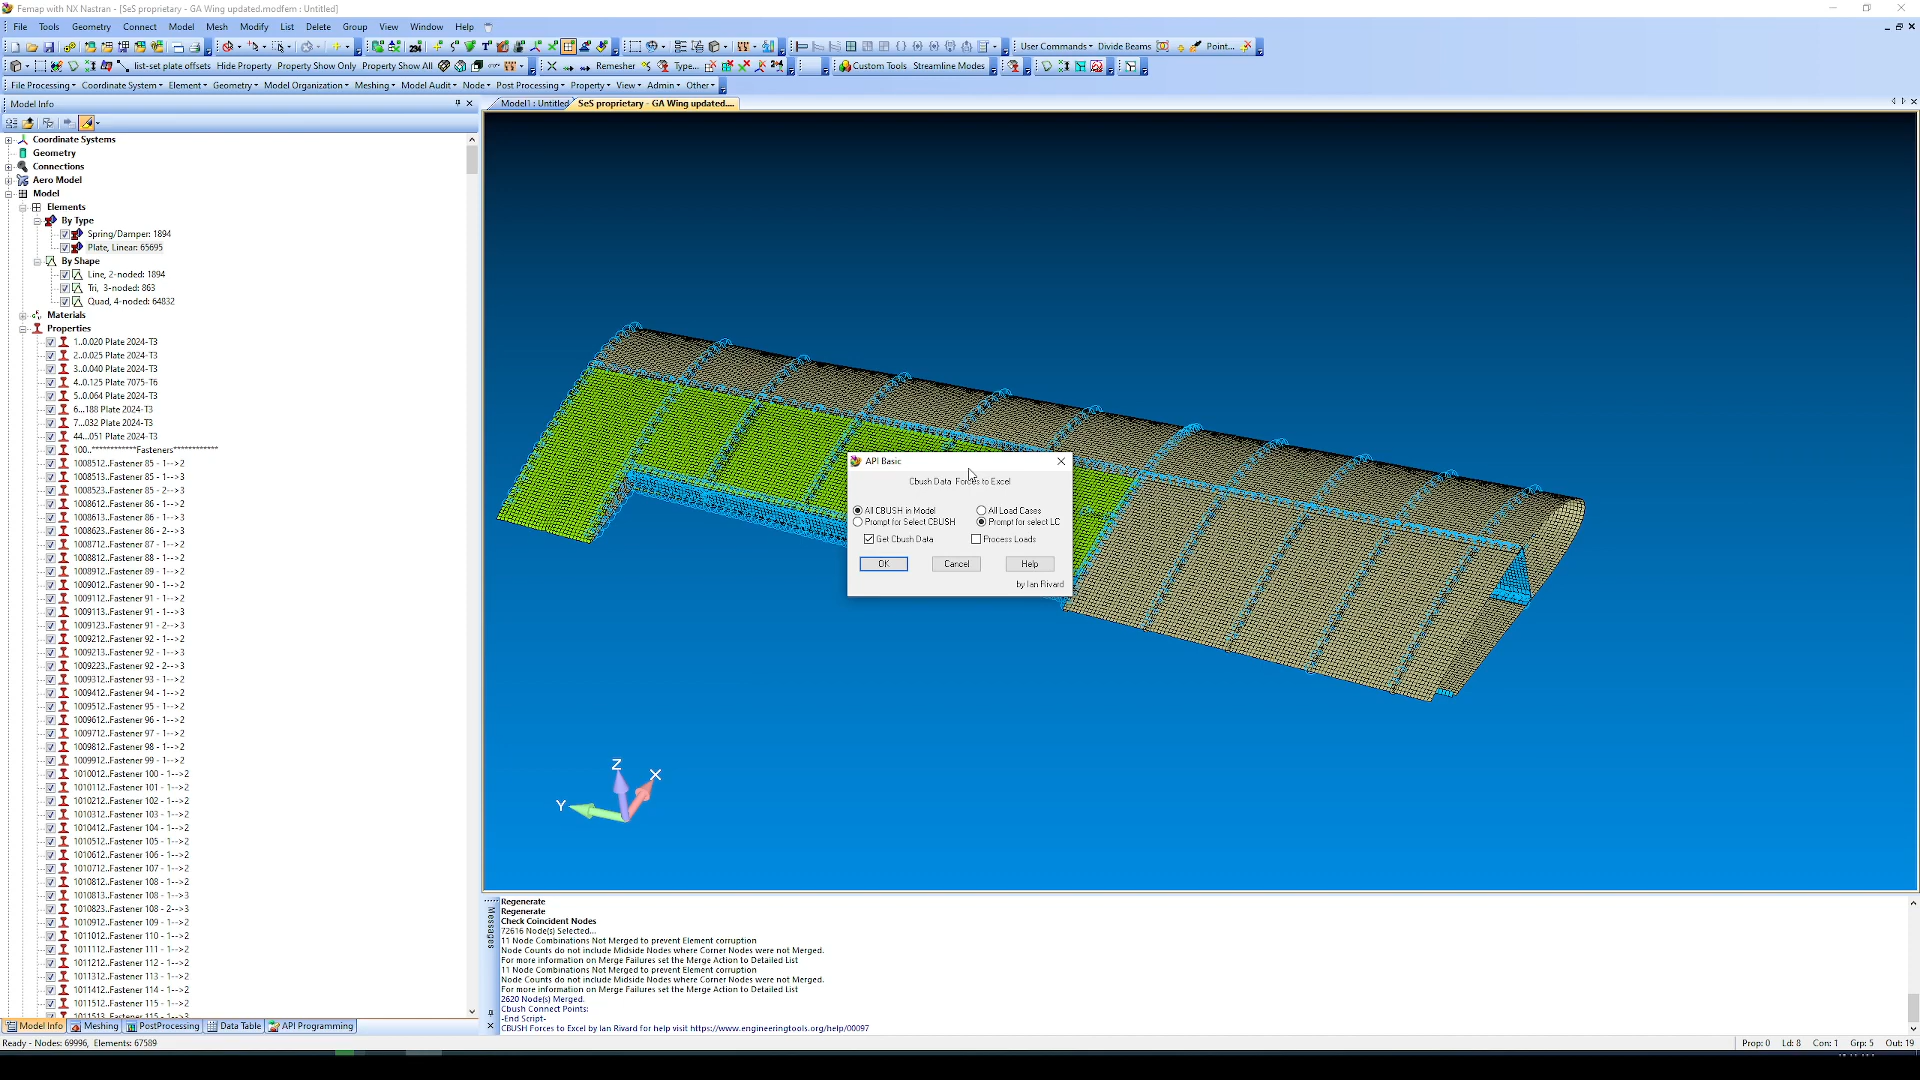 Femap with NX Nastran - [SeS proprietary - GA Wing updated.modfem : Untitled]
File Tools Geometry Connect Model Mesh Modify List Delete Group View Window Help
User Commands Divide Beams Point...
list-set plate offsets Hide Property Property Show Only Property Show All Remesher Type... Custom Tools Streamline Modes
File Processing Coordinate System Element Geometry Model Organization Meshing Model Audit Node Post Processing Property View Admin Other
Model Info
Model1 : Untitled SeS proprietary - GA Wing updated....
Coordinate Systems
Geometry
Connections
Aero Model
Model
Elements
By Type
Spring/Damper: 1894
Plate, Linear: 65695
By Shape
Line, 2-noded: 1894
Tri, 3-noded: 863
Quad, 4-noded: 64832
Materials
Properties
1..0.020 Plate 2024-T3
2..0.025 Plate 2024-T3
3..0.040 Plate 2024-T3
4..0.125 Plate 7075-T6
5..0.064 Plate 2024-T3
6...188 Plate 2024-T3
7...032 Plate 2024-T3
44...051 Plate 2024-T3
100..************Fasteners************
1008512..Fastener 85 - 1-->2
1008513..Fastener 85 - 1-->3
1008523..Fastener 85 - 2-->3
1008612..Fastener 86 - 1-->2
1008613..Fastener 86 - 1-->3
1008623..Fastener 86 - 2-->3
1008712..Fastener 87 - 1-->2
1008812..Fastener 88 - 1-->2
1008912..Fastener 89 - 1-->2
1009012..Fastener 90 - 1-->2
1009112..Fastener 91 - 1-->2
1009113..Fastener 91 - 1-->3
1009123..Fastener 91 - 2-->3
1009212..Fastener 92 - 1-->2
1009213..Fastener 92 - 1-->3
1009223..Fastener 92 - 2-->3
1009312..Fastener 93 - 1-->2
1009412..Fastener 94 - 1-->2
1009512..Fastener 95 - 1-->2
1009612..Fastener 96 - 1-->2
1009712..Fastener 97 - 1-->2
1009812..Fastener 98 - 1-->2
1009912..Fastener 99 - 1-->2
1010012..Fastener 100 - 1-->2
1010112..Fastener 101 - 1-->2
1010212..Fastener 102 - 1-->2
1010312..Fastener 103 - 1-->2
1010412..Fastener 104 - 1-->2
1010512..Fastener 105 - 1-->2
1010612..Fastener 106 - 1-->2
1010712..Fastener 107 - 1-->2
1010812..Fastener 108 - 1-->2
1010813..Fastener 108 - 1-->3
1010823..Fastener 108 - 2-->3
1010912..Fastener 109 - 1-->2
1011012..Fastener 110 - 1-->2
1011112..Fastener 111 - 1-->2
1011212..Fastener 112 - 1-->2
1011312..Fastener 113 - 1-->2
1011412..Fastener 114 - 1-->2
1011512..Fastener 115 - 1-->2
1011513..Fastener 115 - 1-->3
API Basic
Cbush Data Forces to Excel
All CBUSH in Model All Load Cases
Prompt for Select CBUSH Prompt for select LC
Get Cbush Data Process Loads
OK Cancel Help
by Ian Rivard
Z
X
Y
Messages
Regenerate
Regenerate
Check Coincident Nodes
72616 Node(s) Selected...
11 Node Combinations Not Merged to prevent Element corruption
Node Counts do not include Midside Nodes where Corner Nodes were not Merged.
For more information on Merge Failures set the Merge Action to Detailed List
11 Node Combinations Not Merged to prevent Element corruption
Node Counts do not include Midside Nodes where Corner Nodes were not Merged.
For more information on Merge Failures set the Merge Action to Detailed List
2620 Node(s) Merged.
Cbush Connect Points:
-End Script-
CBUSH Forces to Excel by Ian Rivard for help visit https://www.engineeringtools.org/help/00097
Model Info Meshing PostProcessing Data Table API Programming
Ready - Nodes: 69996, Elements: 67589
Prop: 0 Ld: 8 Con: 1 Grp: 5 Out: 19